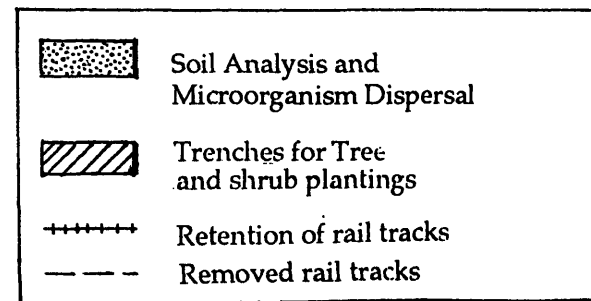 Soil Analysis and
Microorganism Dispersal
Trenches for Tree
and shrub plantings
Retention of rail tracks
Removed rail tracks